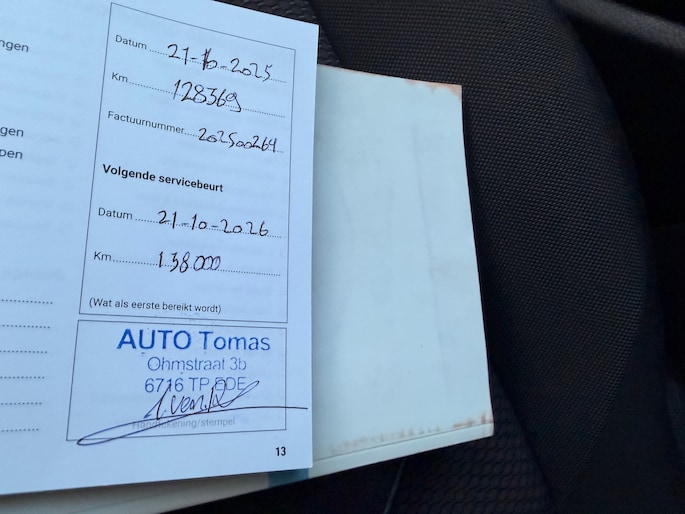 ngen
gen
pen
Datum 21-10-2025
Km 128369
Factuurnummer 202500264
Volgende servicebeurt
Datum 21-10-2026
Km 138000
(Wat als eerste bereikt wordt)
AUTO Tomas
Ohmstraat 3b
6716 TP EDE
Handtekening/stempel
13